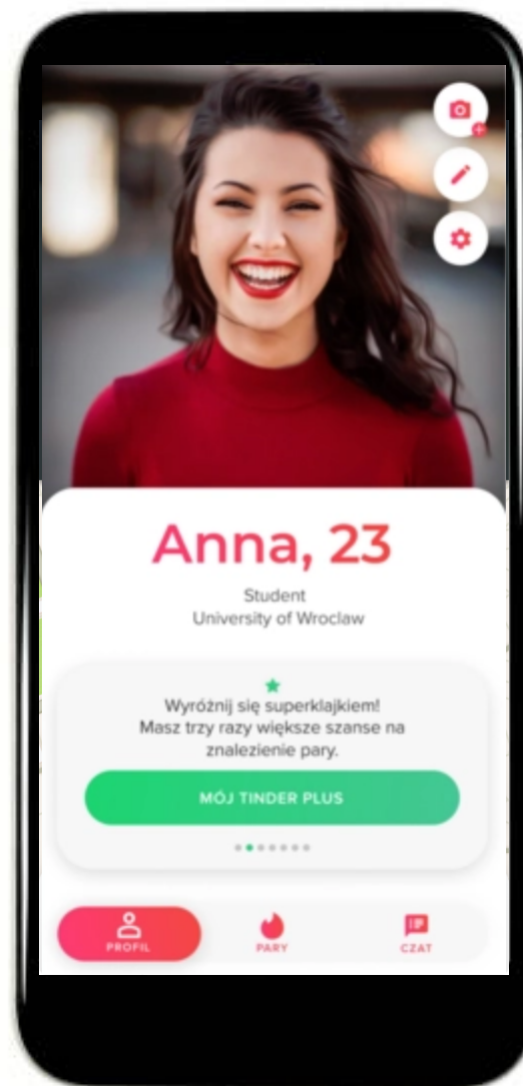 Anna, 23
Student
University of Wroclaw
Wyróżnij się superklajkiem!
Masz trzy razy większe szanse na
znalezienie pary.
MÓJ TINDER PLUS
PROFIL
PARY
CZAT